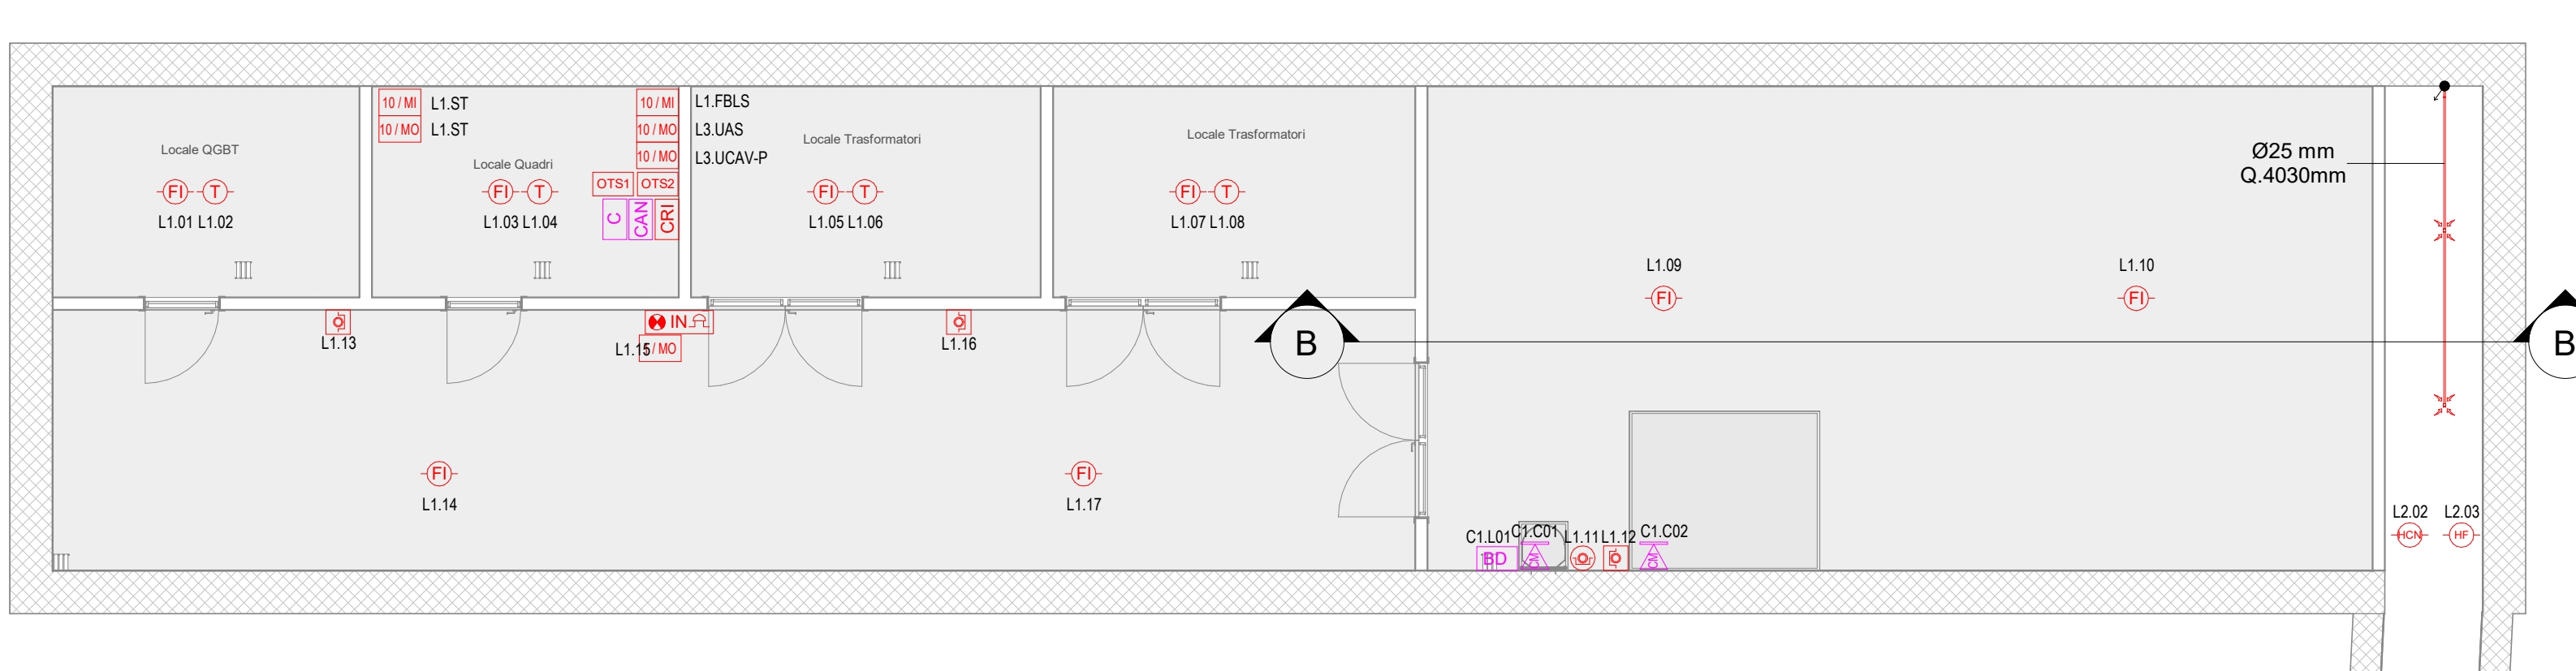 10 / MI L1.ST
10 / MO L1.ST
10 / MI L1.FBLS
10 / MO L3.UAS
10 / MO L3.UCAV-P
Locale QGBT
Locale Quadri
Locale Trasformatori
Locale Trasformatori
Ø25 mm
Q.4030mm
OTS1 OTS2
C CAN CRI
FI T
L1.01 L1.02
FI T
L1.03 L1.04
FI T
L1.05 L1.06
FI T
L1.07 L1.08
L1.09
FI
L1.10
FI
L1.13
IN
L1.15 / MO
L1.16
B
B
FI
L1.14
FI
L1.17
C1.L01 C1.C01 L1.11 L1.12 C1.C02
BD CM CM
L2.02 L2.03
HCN HF